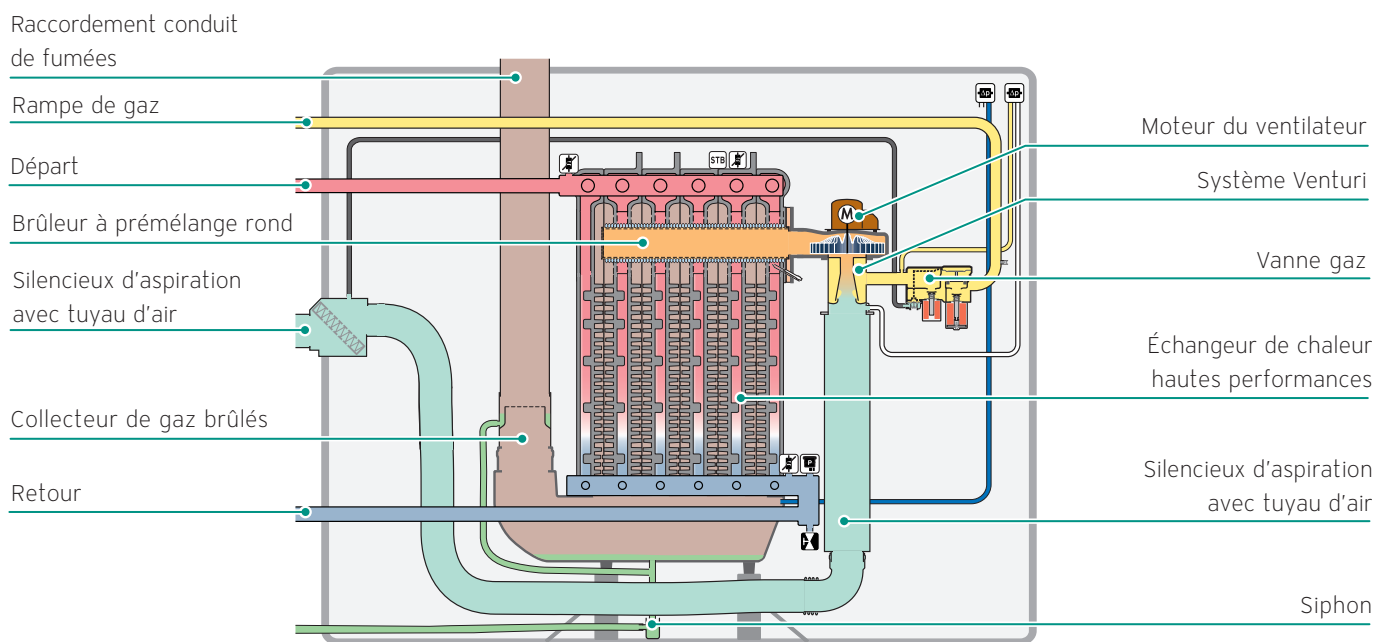 Raccordement conduit
de fumées
Rampe de gaz
Départ
Brûleur à prémélange rond
Silencieux d'aspiration
avec tuyau d'air
Collecteur de gaz brûlés
Retour
Δp
Δp
STB
M
Moteur du ventilateur
Système Venturi
Vanne gaz
Échangeur de chaleur
hautes performances
Silencieux d'aspiration
avec tuyau d'air
Siphon